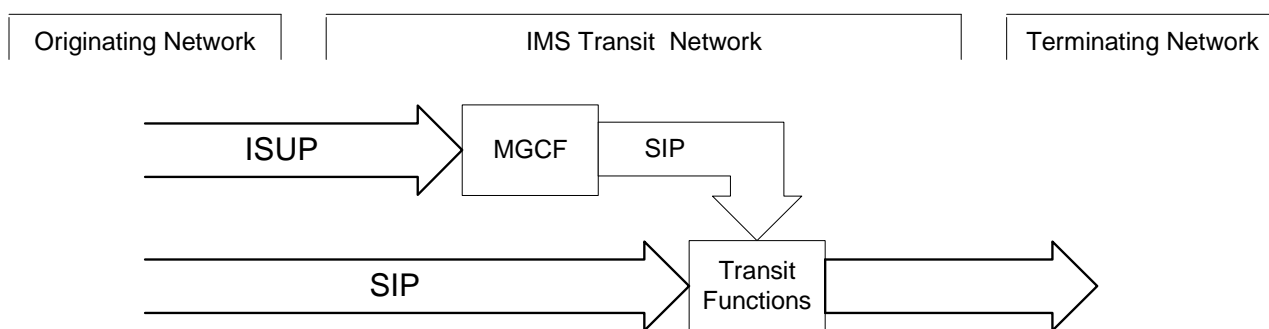 Originating Network
IMS Transit Network
Terminating Network
ISUP
MGCF
SIP
SIP
Transit
Functions